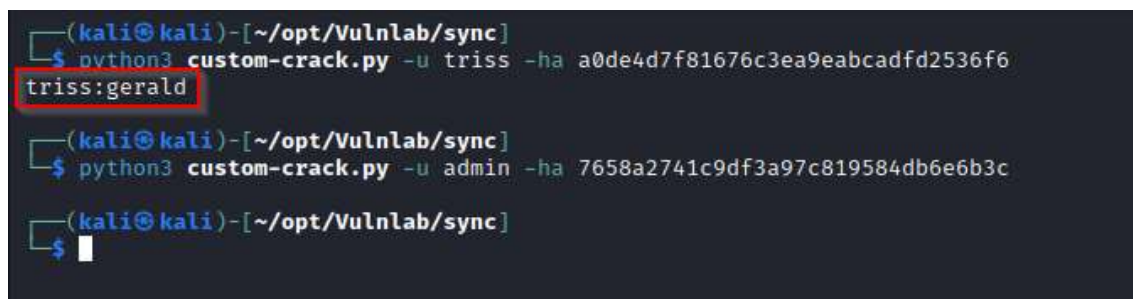 ┌──(kali㉿kali)-[~/opt/Vulnlab/sync]
└─$ python3 custom-crack.py -u triss -ha a0de4d7f81676c3ea9eabcadfd2536f6
triss:gerald
┌──(kali㉿kali)-[~/opt/Vulnlab/sync]
└─$ python3 custom-crack.py -u admin -ha 7658a2741c9df3a97c819584db6e6b3c
┌──(kali㉿kali)-[~/opt/Vulnlab/sync]
└─$